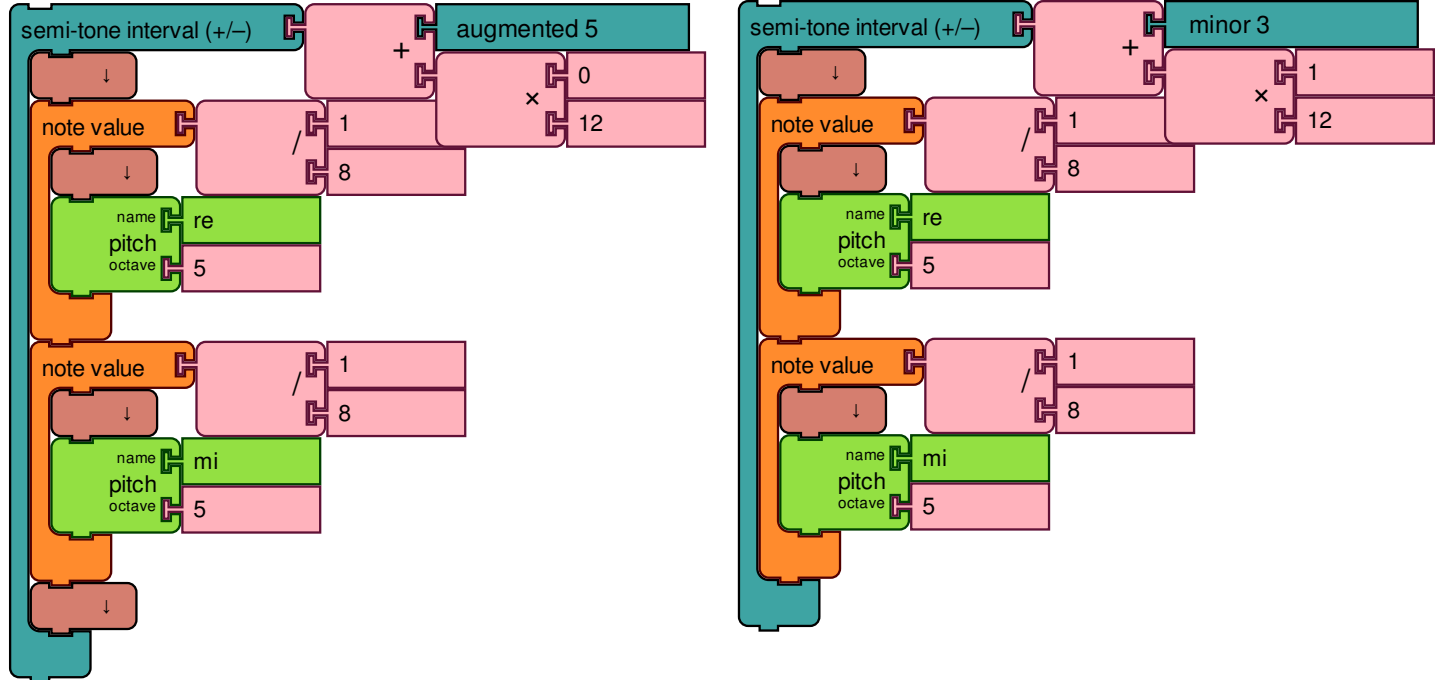 semi-tone interval (+/–)
+
augmented 5
×
0
12
↓
note value
/
1
8
↓
name
re
pitch
octave
5
note value
/
1
8
↓
name
mi
pitch
octave
5
↓
semi-tone interval (+/–)
+
minor 3
×
1
12
↓
note value
/
1
8
↓
name
re
pitch
octave
5
note value
/
1
8
↓
name
mi
pitch
octave
5